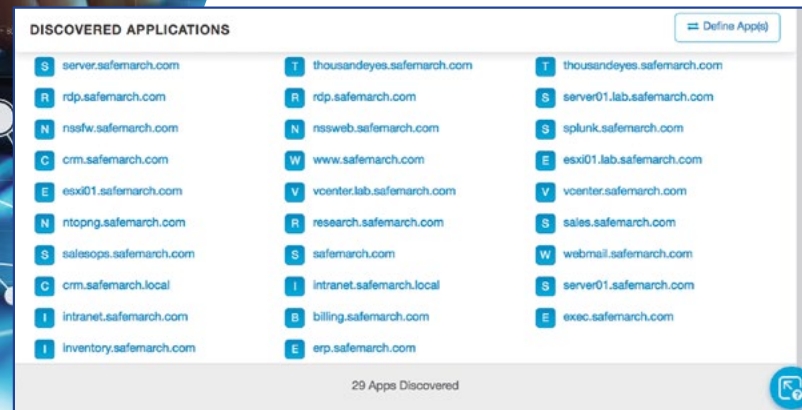 DISCOVERED APPLICATIONS
Define App(s)
S server.safemarch.com
T thousandeyes.safemarch.com
T thousandeyes.safemarch.com
R rdp.safemarch.com
R rdp.safemarch.com
S server01.lab.safemarch.com
N nssfw.safemarch.com
N nssweb.safemarch.com
S splunk.safemarch.com
C crm.safemarch.com
W www.safemarch.com
E esxi01.lab.safemarch.com
E esxi01.safemarch.com
V vcenter.lab.safemarch.com
V vcenter.safemarch.com
N ntopng.safemarch.com
R research.safemarch.com
S sales.safemarch.com
S salesops.safemarch.com
S safemarch.com
W webmail.safemarch.com
C crm.safemarch.local
I intranet.safemarch.local
S server01.safemarch.com
I intranet.safemarch.com
B billing.safemarch.com
E exec.safemarch.com
I inventory.safemarch.com
E erp.safemarch.com
29 Apps Discovered